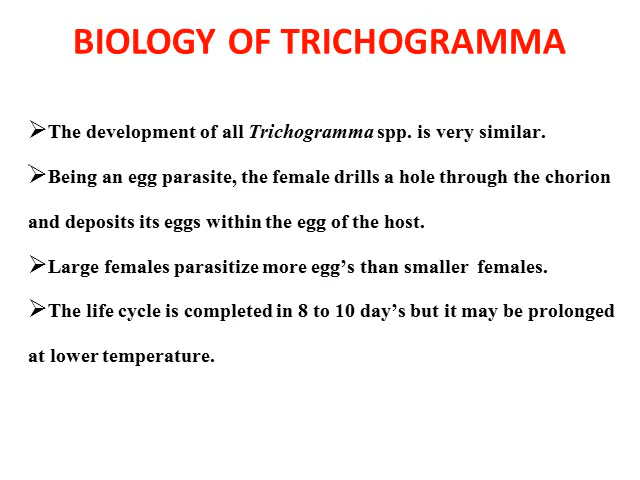 BIOLOGY OF TRICHOGRAMMA
➢The development of all Trichogramma spp. is very similar.
➢Being an egg parasite, the female drills a hole through the chorion
and deposits its eggs within the egg of the host.
➢Large females parasitize more egg’s than smaller females.
➢The life cycle is completed in 8 to 10 day’s but it may be prolonged
at lower temperature.